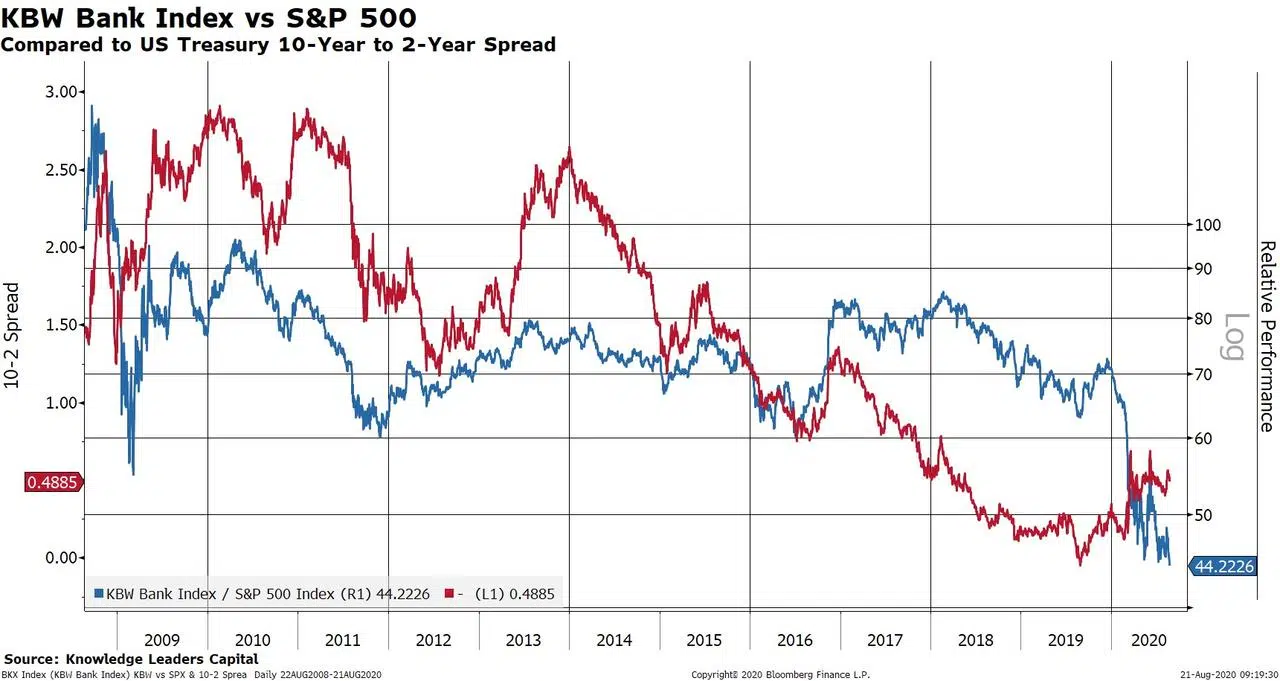 KBW Bank Index vs S&P 500
Compared to US Treasury 10-Year to 2-Year Spread
3.00
2.50
2.00
1.50
1.00
0.4885
0.00
10-2 Spread
100
90
80
70
60
50
44.2226
Log
Relative Performance
KBW Bank Index / S&P 500 Index (R1) 44.2226 - (L1) 0.4885
2009 2010 2011 2012 2013 2014 2015 2016 2017 2018 2019 2020
Source: Knowledge Leaders Capital
BKX Index (KBW Bank Index) KBW vs SPX & 10-2 Sprea Daily 22AUG2008-21AUG2020 Copyright© 2020 Bloomberg Finance L.P. 21-Aug-2020 09:19:30